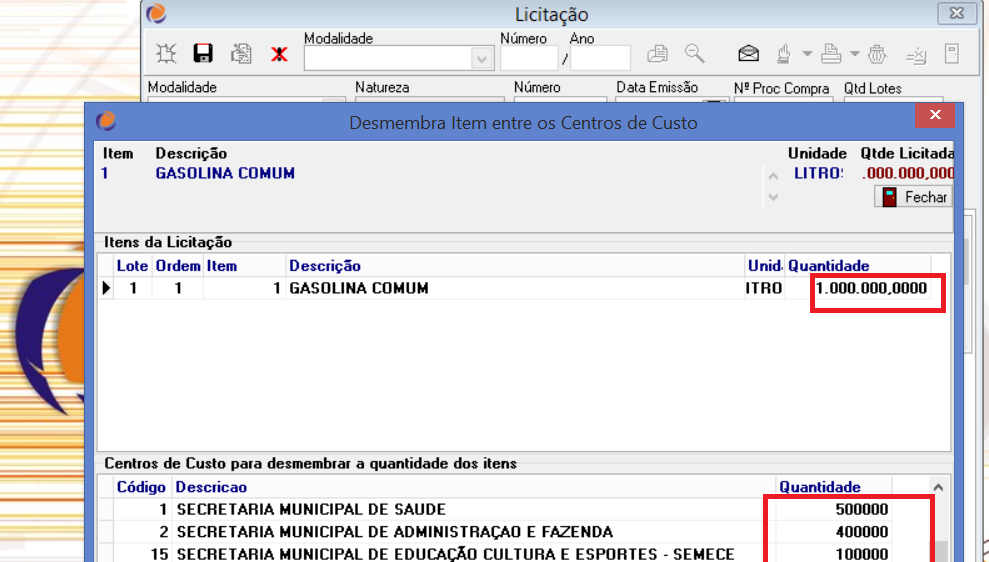 Licitação
Modalidade Número Ano
/
Modalidade Natureza Número Data Emissão Nº Proc Compra Qtd Lotes
Desmembra Item entre os Centros de Custo
Item Descrição Unidade Qtde Licitada
1 GASOLINA COMUM LITROS .000.000,000
Fechar
Itens da Licitação
Lote Ordem Item Descrição Unid. Quantidade
1 1 1 GASOLINA COMUM ITRO 1.000.000,0000
Centros de Custo para desmembrar a quantidade dos itens
Código Descricao Quantidade
1 SECRETARIA MUNICIPAL DE SAUDE 500000
2 SECRETARIA MUNICIPAL DE ADMINISTRAÇAO E FAZENDA 400000
15 SECRETARIA MUNICIPAL DE EDUCAÇÃO CULTURA E ESPORTES - SEMECE 100000